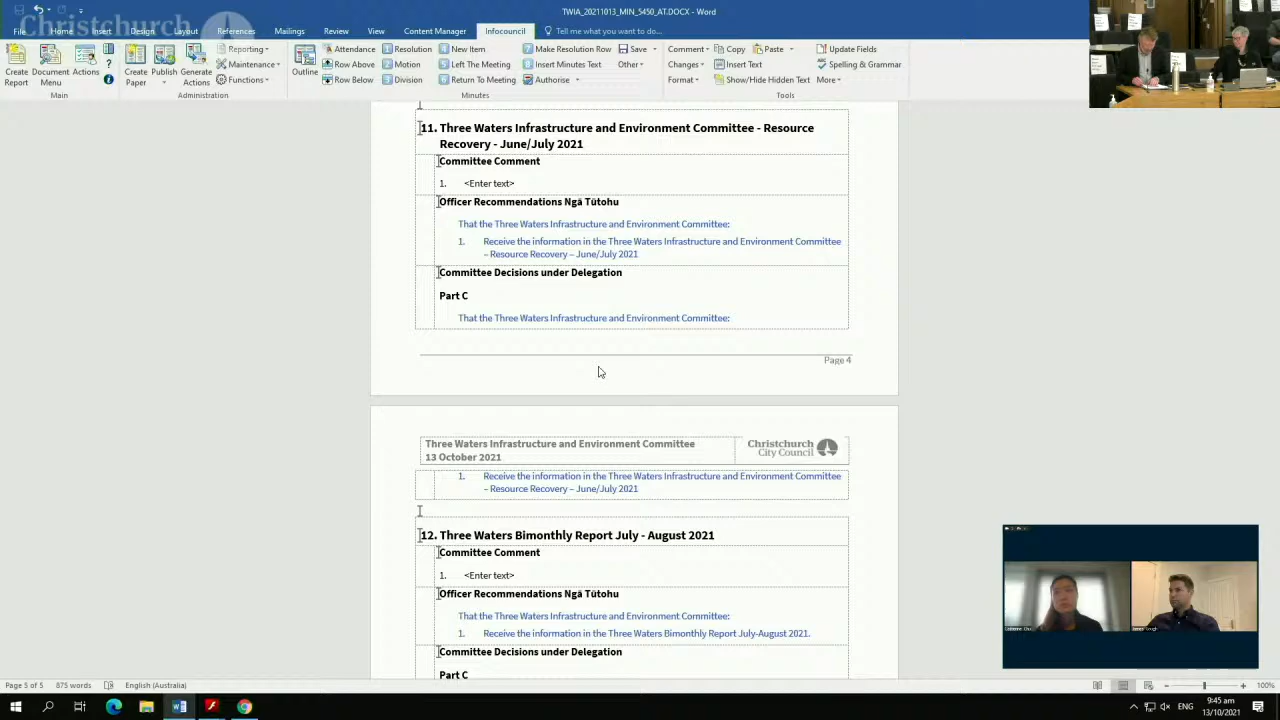 Christchurch
TWIA_20211013_MIN_5450_AT.DOCX - Word
File Home Insert Design Layout References Mailings Review View Content Manager Infocouncil Tell me what you want to do...
Create Report
Document Menu
Actions
Main
Create Paper
Publish
Generate Actions
Reporting
Maintenance
Functions
Administration
Outline
Attendance
Row Above
Row Below
Resolution
Motion
Division
New Item
Left The Meeting
Return To Meeting
Make Resolution Row
Insert Minutes Text
Authorise
Save
Other
Minutes
Comment
Changes
Format
Copy
Paste
Insert Text
Show/Hide Hidden Text
Update Fields
Spelling & Grammar
More
Tools
11. Three Waters Infrastructure and Environment Committee - Resource
Recovery - June/July 2021
Committee Comment
1. <Enter text>
Officer Recommendations Ngā Tūtohu
That the Three Waters Infrastructure and Environment Committee:
1. Receive the information in the Three Waters Infrastructure and Environment Committee
– Resource Recovery – June/July 2021
Committee Decisions under Delegation
Part C
That the Three Waters Infrastructure and Environment Committee:
Page 4
Three Waters Infrastructure and Environment Committee
13 October 2021
Christchurch
City Council
1. Receive the information in the Three Waters Infrastructure and Environment Committee
– Resource Recovery – June/July 2021
12. Three Waters Bimonthly Report July - August 2021
Committee Comment
1. <Enter text>
Officer Recommendations Ngā Tūtohu
That the Three Waters Infrastructure and Environment Committee:
1. Receive the information in the Three Waters Bimonthly Report July-August 2021.
Committee Decisions under Delegation
Part C
Page 5 of 5 875 words English (Australia) 100%
9:45 am
13/10/2021